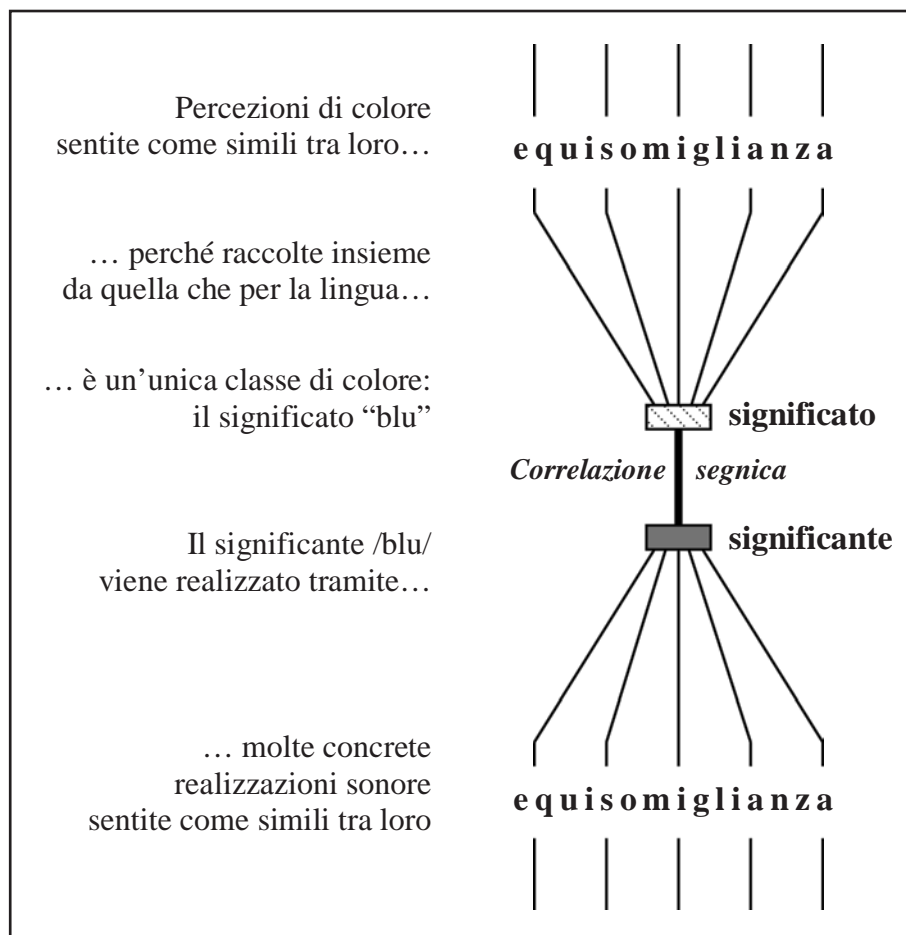 Percezioni di colore
sentite come simili tra loro…
equisomiglianza
… perché raccolte insieme
da quella che per la lingua…
… è un’unica classe di colore:
il significato “blu”
significato
Correlazione segnica
Il significante /blu/
viene realizzato tramite…
significante
… molte concrete
realizzazioni sonore
sentite come simili tra loro
equisomiglianza